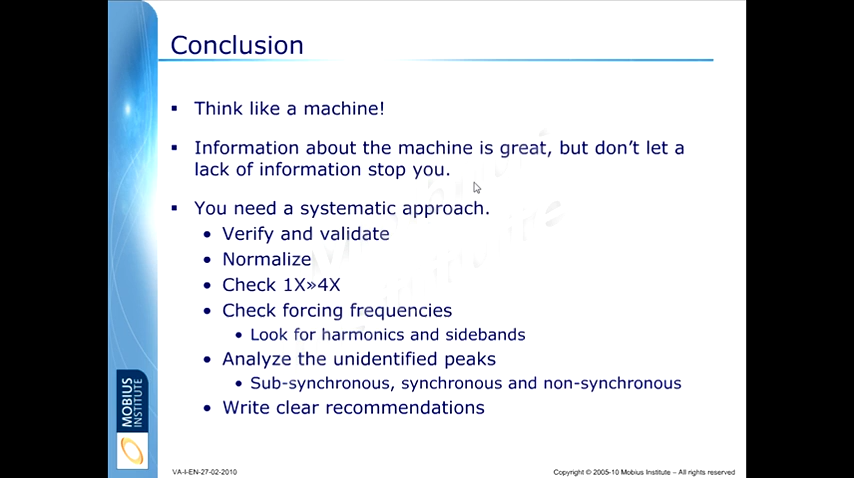 Conclusion
Think like a machine!
Information about the machine is great, but don't let a
lack of information stop you.
You need a systematic approach.
Verify and validate
Normalize
Check 1X»4X
Check forcing frequencies
Look for harmonics and sidebands
Analyze the unidentified peaks
Sub-synchronous, synchronous and non-synchronous
Write clear recommendations
MOBIUS
INSTITUTE
VA-I-EN-27-02-2010
Copyright © 2005-10 Mobius Institute – All rights reserved